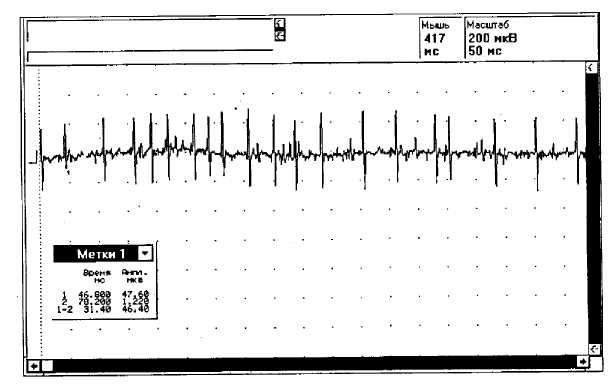 Мышь
417
мс
Масштаб
200 мкВ
50 мс
Метки 1
Время Ампл.
мс мкв
1 46.800 47.60
2 78.200 1.220
1-2 31.40 46.40